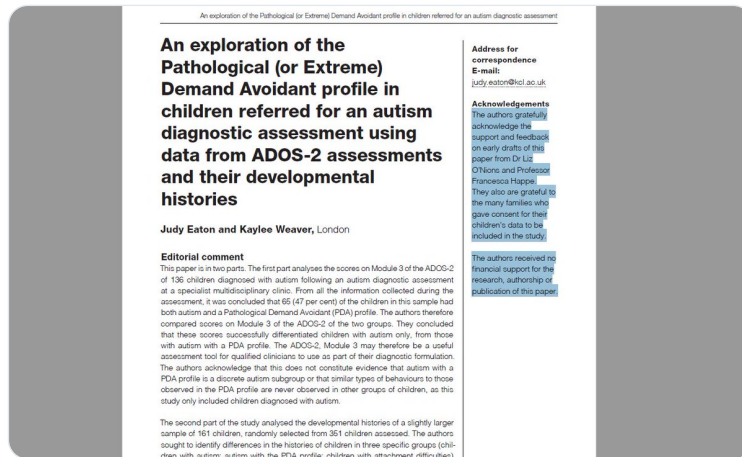 An exploration of the Pathological (or Extreme) Demand Avoidant profile in children referred for an autism diagnostic assessment
An exploration of the
Pathological (or Extreme)
Demand Avoidant profile in
children referred for an autism
diagnostic assessment using
data from ADOS-2 assessments
and their developmental
histories
Judy Eaton and Kaylee Weaver, London
Editorial comment
This paper is in two parts. The first part analyses the scores on Module 3 of the ADOS-2
of 136 children diagnosed with autism following an autism diagnostic assessment
at a specialist multidisciplinary clinic. From all the information collected during the
assessment, it was concluded that 65 (47 per cent) of the children in this sample had
both autism and a Pathological Demand Avoidant (PDA) profile. The authors therefore
compared scores on Module 3 of the ADOS-2 of the two groups. They concluded
that these scores successfully differentiated children with autism only, from those
with autism with a PDA profile. The ADOS-2, Module 3 may therefore be a useful
assessment tool for qualified clinicians to use as part of their diagnostic formulation.
The authors acknowledge that this does not constitute evidence that autism with a
PDA profile is a discrete autism subgroup or that similar types of behaviours to those
observed in the PDA profile are never observed in other groups of children, as this
study only included children diagnosed with autism.
The second part of the study analysed the developmental histories of a slightly larger
sample of 161 children, randomly selected from 351 children assessed. The authors
sought to identify differences in the histories of children in three specific groups (chil-
dren with autism; autism with the PDA profile; children with attachment difficulties)
Address for
correspondence
E-mail:
judy.eaton@kcl.ac.uk
Acknowledgements
The authors gratefully
acknowledge the
support and feedback
on early drafts of this
paper from Dr Liz
O'Nions and Professor
Francesca Happe.
They also are grateful to
the many families who
gave consent for their
children's data to be
included in the study.
The authors received no
financial support for the
research, authorship or
publication of this paper.